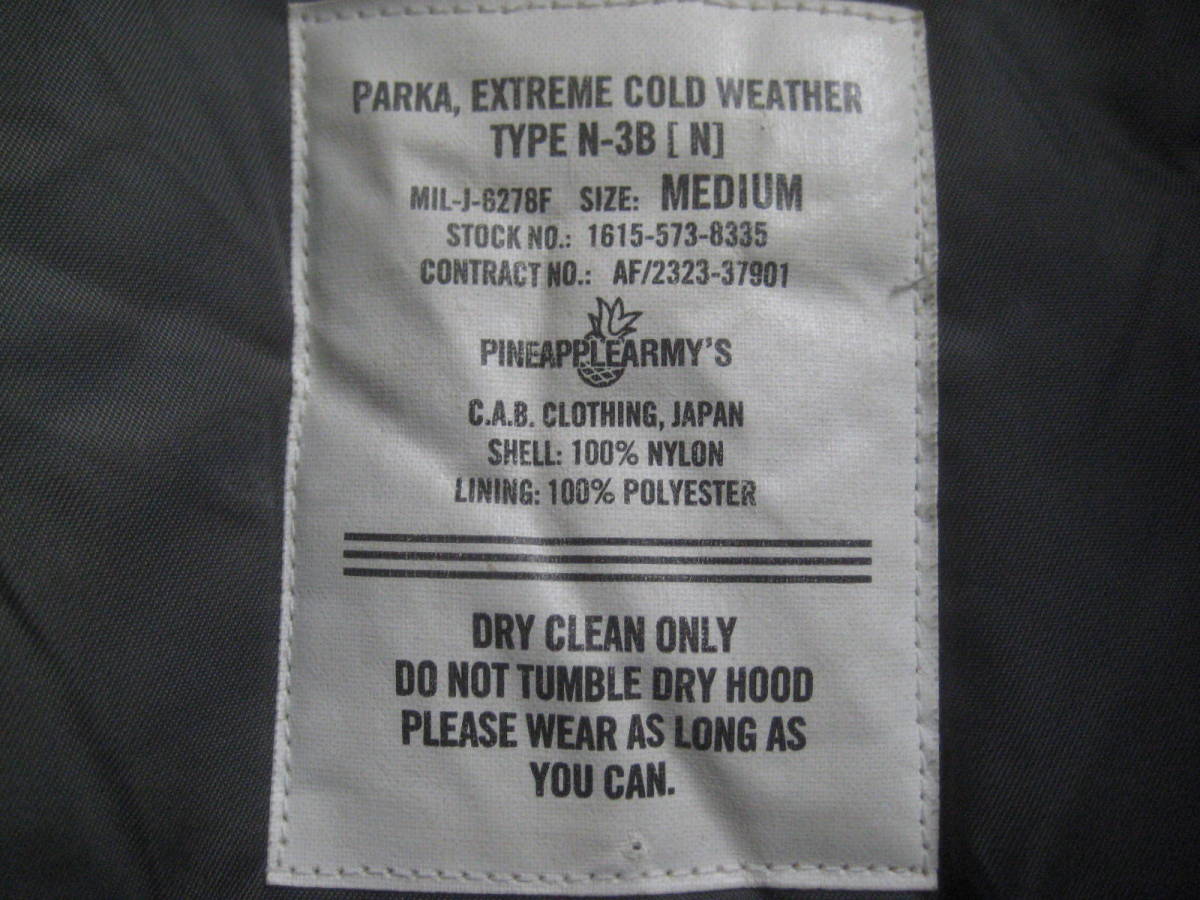 PARKA, EXTREME COLD WEATHER
TYPE N-3B [ N]
MIL-J-6278F SIZE: MEDIUM
STOCK NO.: 1615-573-8335
CONTRACT NO.: AF/2323-37901
PINEAPPLEARMY'S
C.A.B. CLOTHING, JAPAN
SHELL: 100% NYLON
LINING: 100% POLYESTER
DRY CLEAN ONLY
DO NOT TUMBLE DRY HOOD
PLEASE WEAR AS LONG AS
YOU CAN.